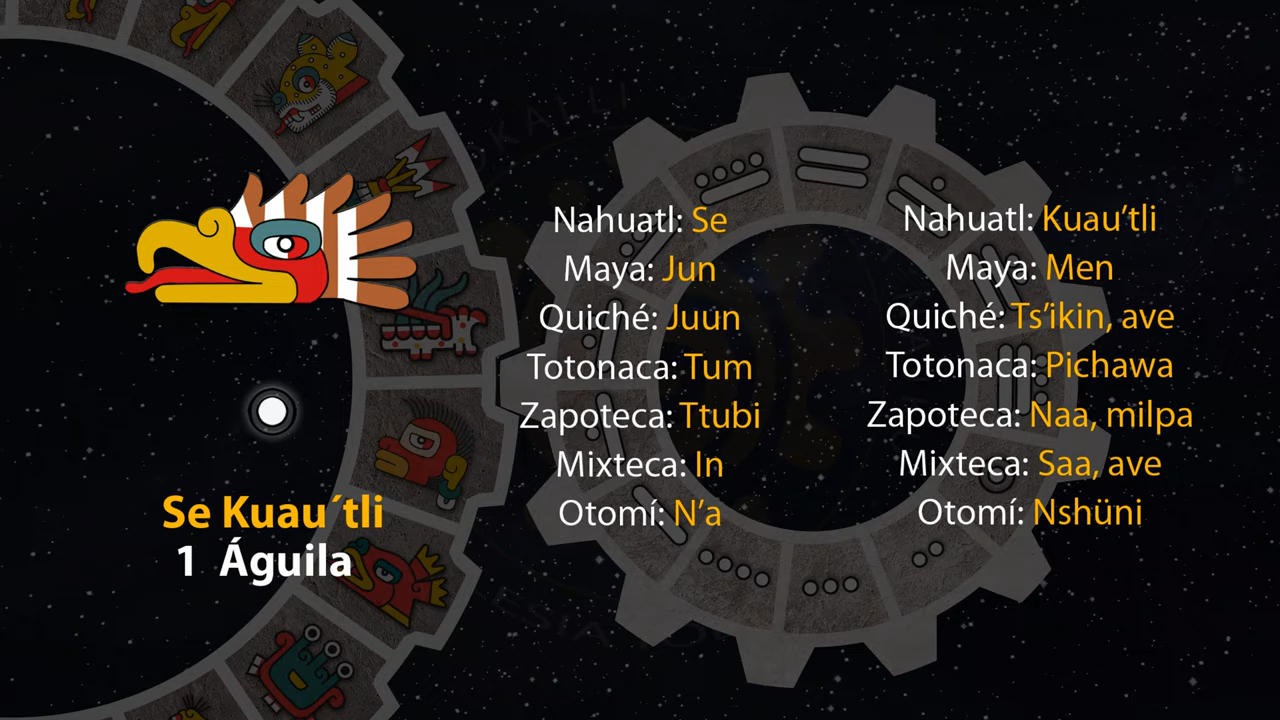 Nahuatl: Se
Maya: Jun
Quiché: Juun
Totonaca: Tum
Zapoteca: Ttubi
Mixteca: In
Otomí: N’a
Nahuatl: Kuau’tli
Maya: Men
Quiché: Ts’ikin, ave
Totonaca: Pichawa
Zapoteca: Naa, milpa
Mixteca: Saa, ave
Otomí: Nshüni
Se Kuau´tli
1 Águila